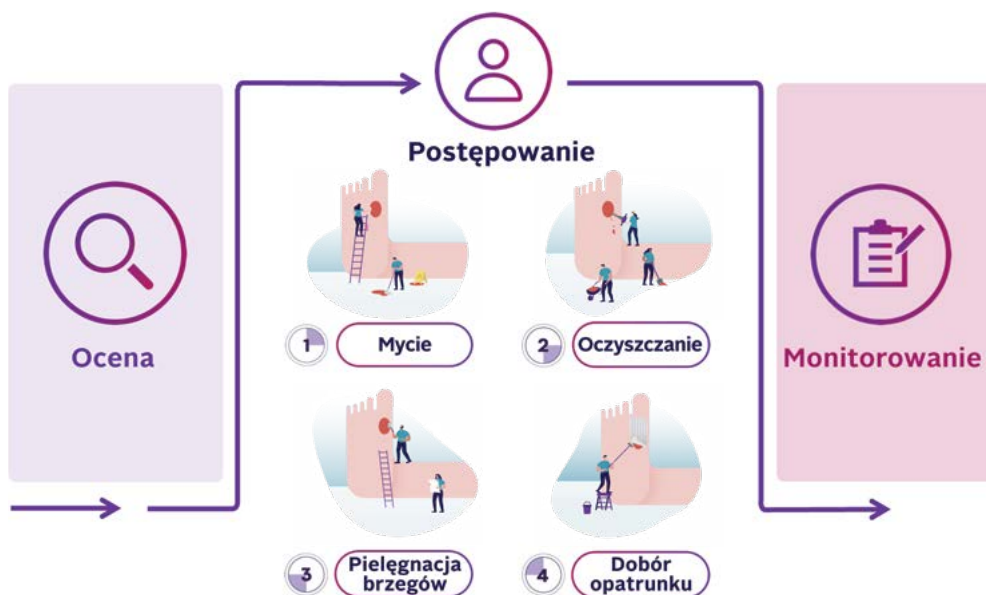 Postępowanie
Ocena
1 Mycie
2 Oczyszczanie
Monitorowanie
3 Pielęgnacja
brzegów
4 Dobór
opatrunku